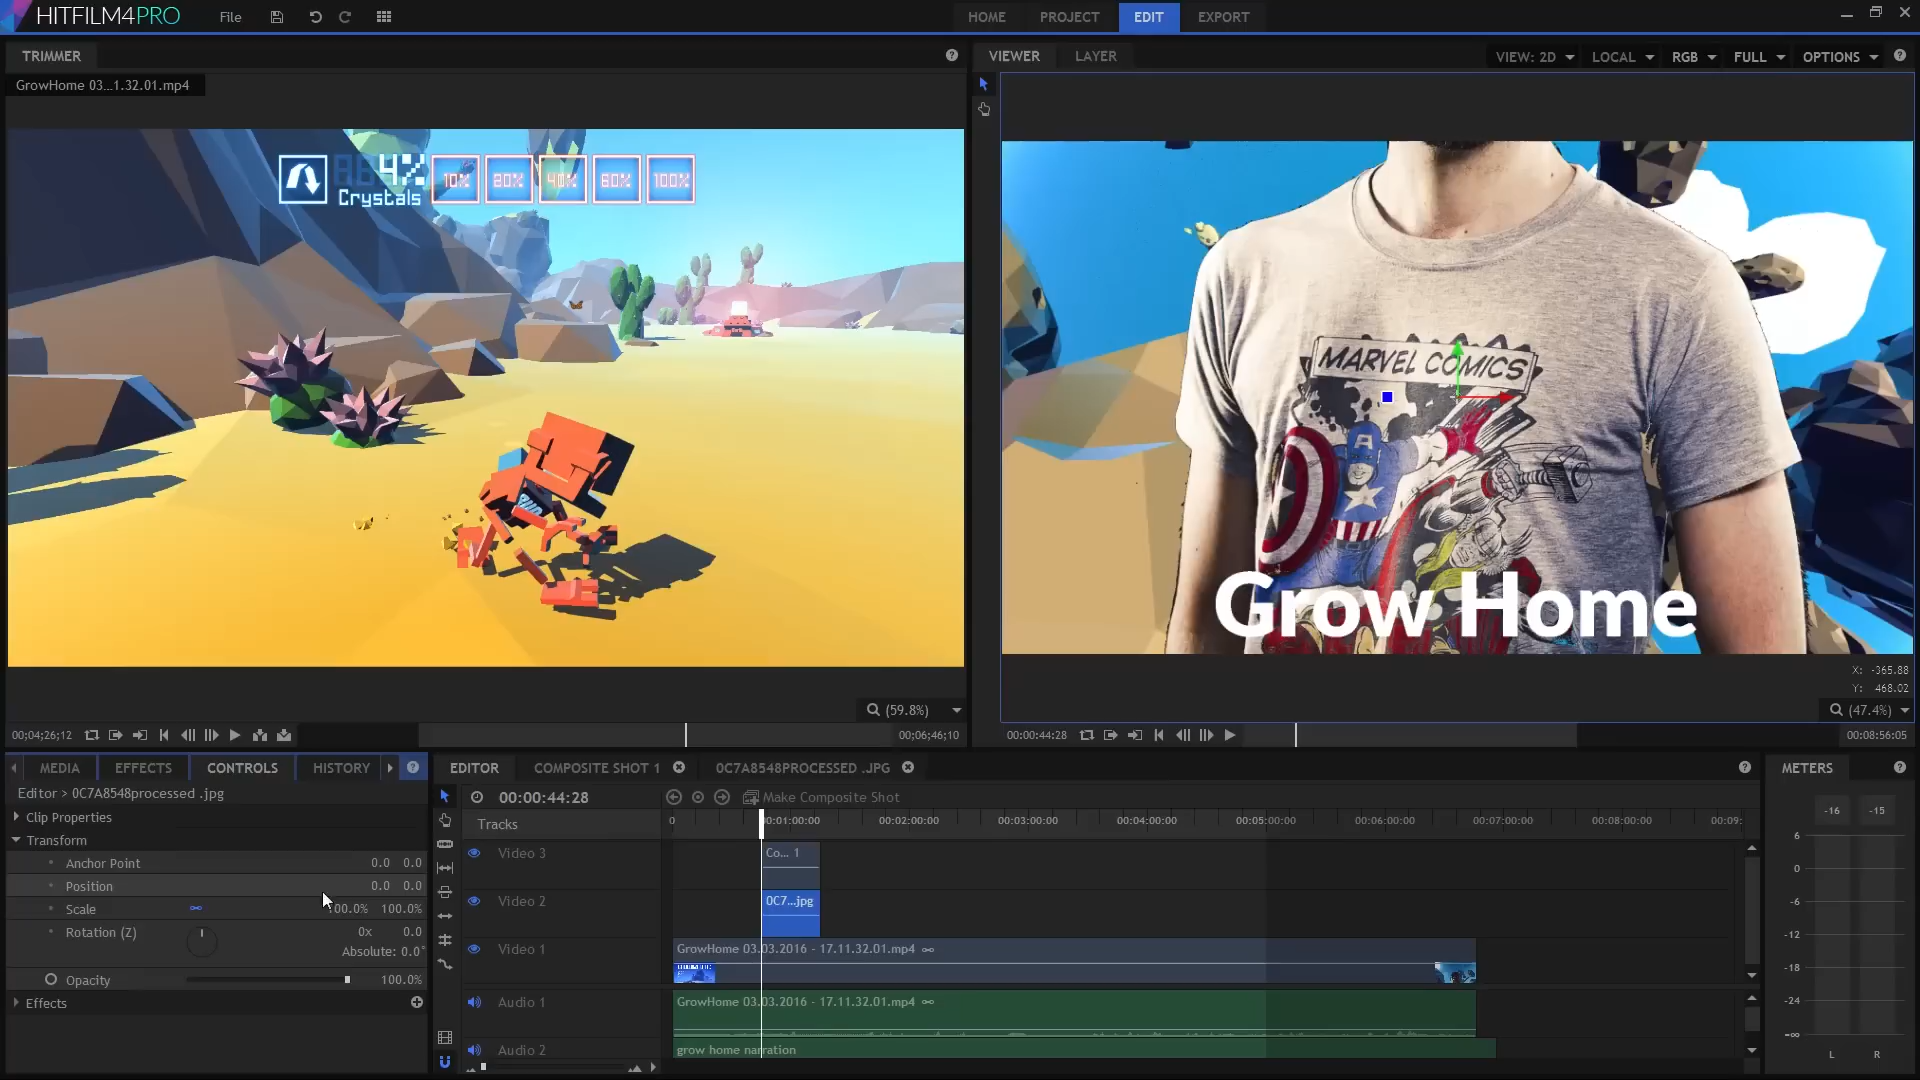 HITFILM4PRO
File
HOME
PROJECT
EDIT
EXPORT
TRIMMER
GrowHome 03...1.32.01.mp4
4%
Crystals
10%
40%
60%
100%
(59.8%)
00;04;26;12
00;06;46;10
VIEWER
LAYER
VIEW: 2D
LOCAL
RGB
FULL
OPTIONS
MARVEL COMICS
A
Grow Home
X: -365.88
Y: 468.02
(47.4%)
00:00:44:28
00:08:56:05
MEDIA
EFFECTS
CONTROLS
HISTORY
Editor > 0C7A8548processed .jpg
Clip Properties
Transform
Anchor Point 0.0 0.0
Position 0.0 0.0
Scale 100.0% 100.0%
Rotation (Z) 0x 0.0
Absolute: 0.0°
Opacity 100.0%
Effects
EDITOR
COMPOSITE SHOT 1
0C7A8548PROCESSED .JPG
00:00:44:28
Make Composite Shot
Tracks
0
00:01:00:00
00:02:00:00
00:03:00:00
00:04:00:00
00:05:00:00
00:06:00:00
00:07:00:00
00:08:00:00
00:09:
Video 3
Co... 1
Video 2
0C7...jpg
Video 1
GrowHome 03.03.2016 - 17.11.32.01.mp4
Audio 1
GrowHome 03.03.2016 - 17.11.32.01.mp4
Audio 2
grow home narration
METERS
-16 -15
6
0
-6
-12
-18
-24
-∞
L R